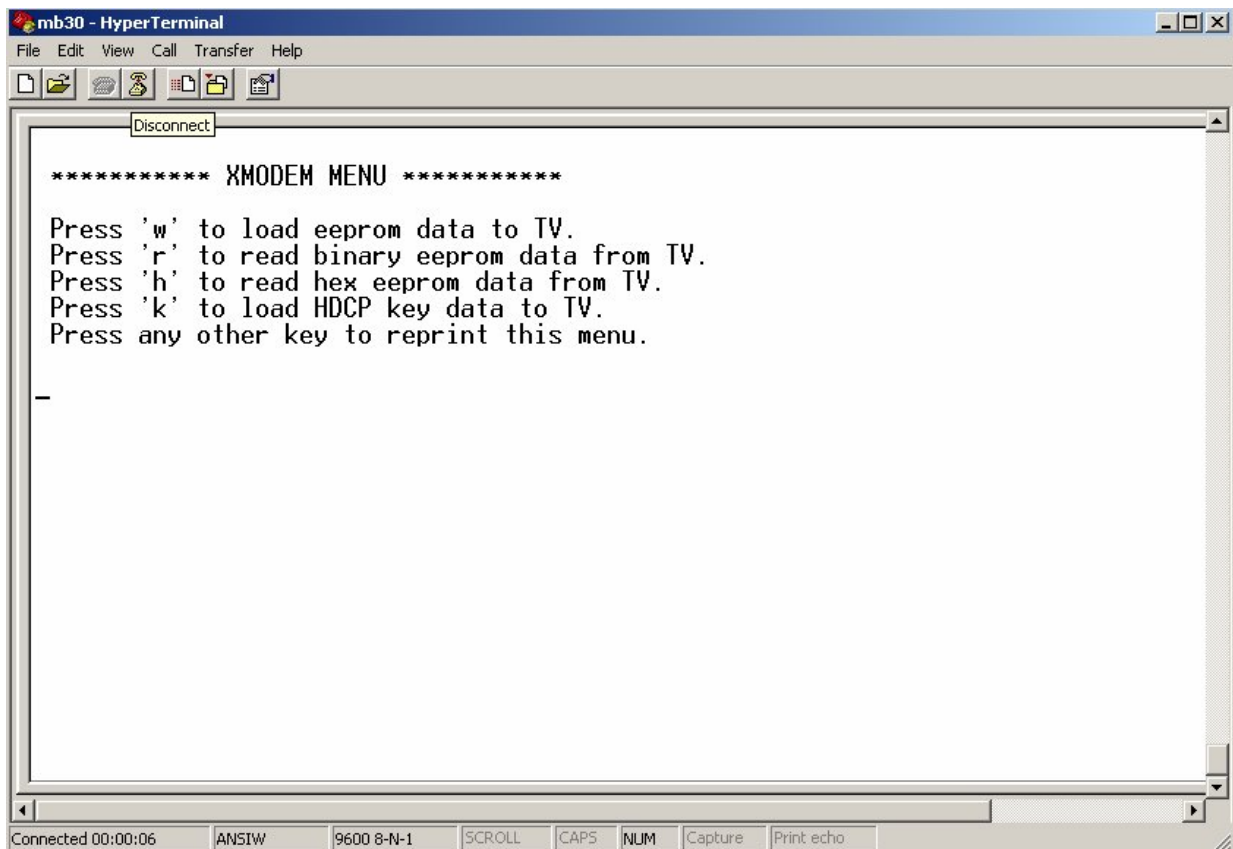 mb30 - HyperTerminal
File Edit View Call Transfer Help
Disconnect
*********** XMODEM MENU ***********
Press 'w' to load eeprom data to TV.
Press 'r' to read binary eeprom data from TV.
Press 'h' to read hex eeprom data from TV.
Press 'k' to load HDCP key data to TV.
Press any other key to reprint this menu.
Connected 00:00:06 ANSIW 9600 8-N-1 SCROLL CAPS NUM Capture Print echo